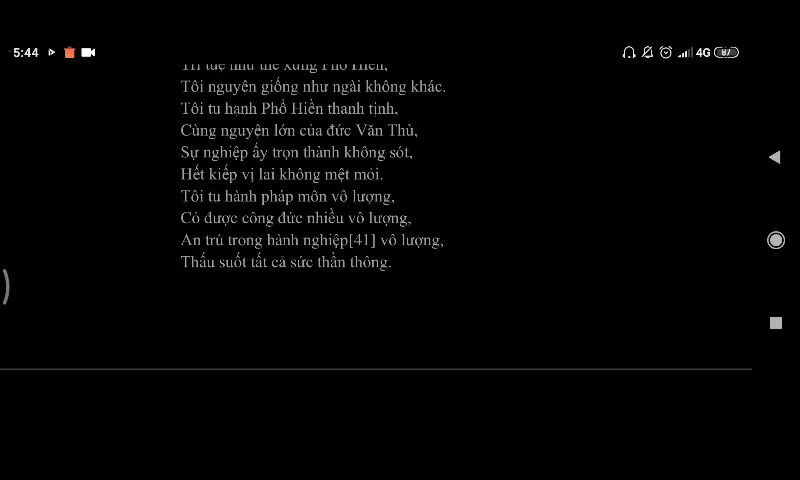 5:44
4G
87
Tôi nguyện giống như ngài không khác.
Tôi tu hạnh Phổ Hiền thanh tịnh.
Cùng nguyện lớn của đức Văn Thù,
Sự nghiệp ấy trọn thành không sót,
Hết kiếp vị lai không mệt mỏi.
Tôi tu hành pháp môn vô lượng,
Có được công đức nhiều vô lượng,
An trú trong hành nghiệp[41] vô lượng,
Thấu suốt tất cả sức thần thông.